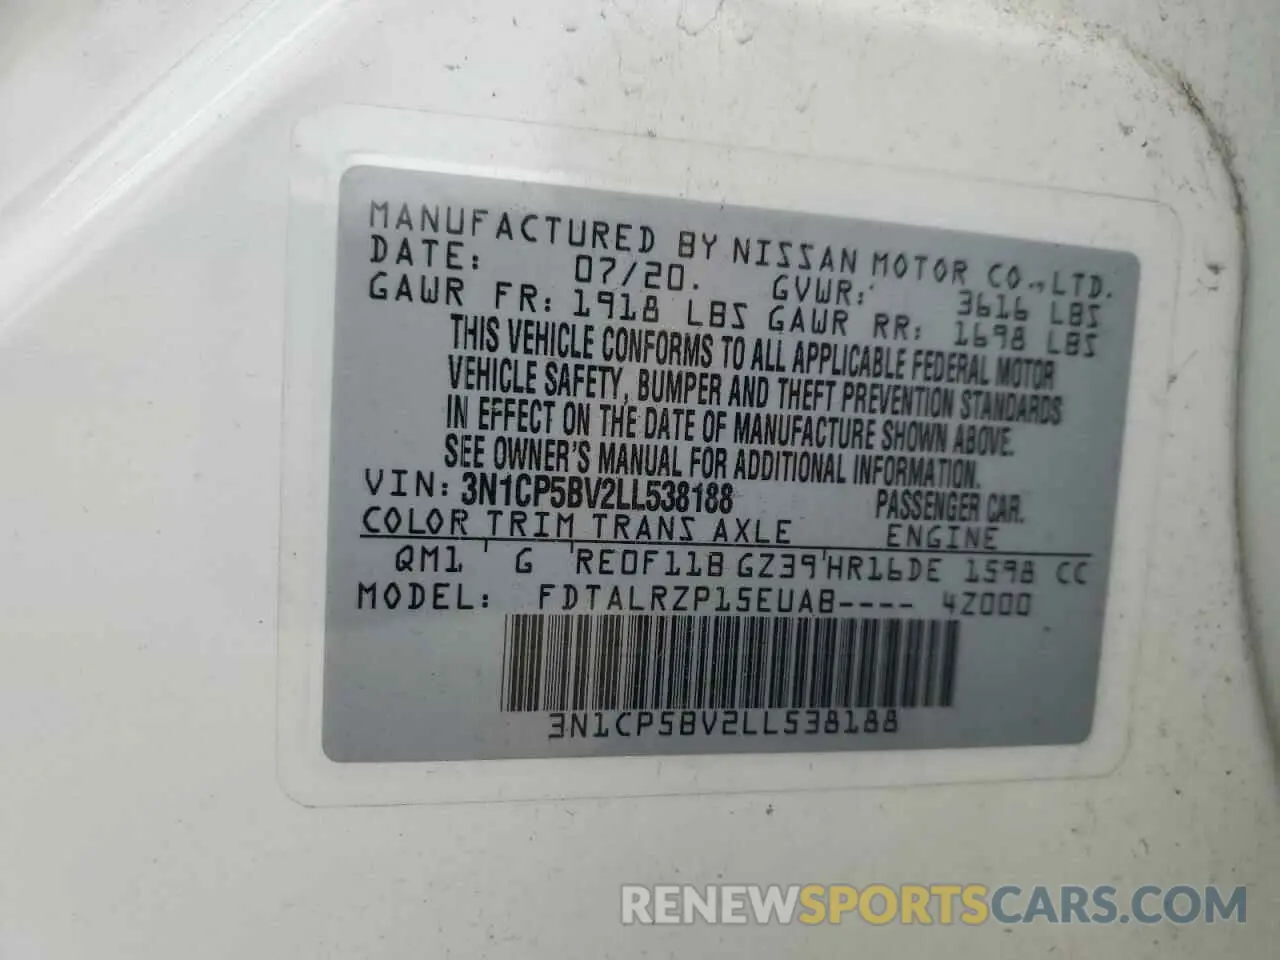 MANUFACTURED BY NISSAN MOTOR CO.,LTD.
DATE: 07/20. GVWR: 3616 LBS
GAWR FR: 1918 LBS GAWR RR: 1698 LBS
THIS VEHICLE CONFORMS TO ALL APPLICABLE FEDERAL MOTOR
VEHICLE SAFETY, BUMPER AND THEFT PREVENTION STANDARDS
IN EFFECT ON THE DATE OF MANUFACTURE SHOWN ABOVE.
SEE OWNER'S MANUAL FOR ADDITIONAL INFORMATION.
VIN: 3N1CP5BV2LL538188 PASSENGER CAR.
COLOR TRIM TRANS AXLE ENGINE
QM1 G RE0F11B GZ39 HR16DE 1598 CC
MODEL: FDTALRZP15EUAB---- 4Z000
3N1CP5BV2LL538188
RENEWSPORTSCARS.COM